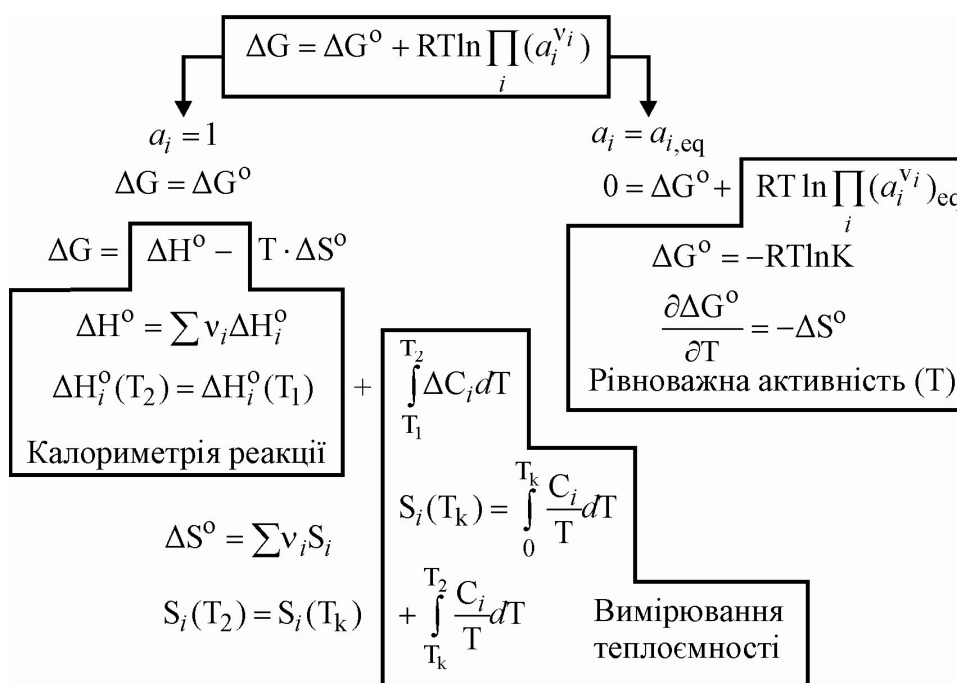 ΔG = ΔG° + RTln∏_i(a_i^{ν_i})
a_i = 1
a_i = a_{i,eq}
ΔG = ΔG°
0 = ΔG° + RT ln∏_i(a_i^{ν_i})_{eq}
ΔG = ΔH° − T · ΔS°
ΔG° = −RTlnK
ΔH° = ∑ν_iΔH_i°
∂ΔG°/∂T = −ΔS°
ΔH_i°(T_2) = ΔH_i°(T_1) + ∫_{T_1}^{T_2} ΔC_i dT
Рівноважна активність (T)
Калориметрія реакції
S_i(T_k) = ∫_0^{T_k} C_i/T dT
ΔS° = ∑ν_iS_i
S_i(T_2) = S_i(T_k) + ∫_{T_k}^{T_2} C_i/T dT
Вимірювання
теплоємності